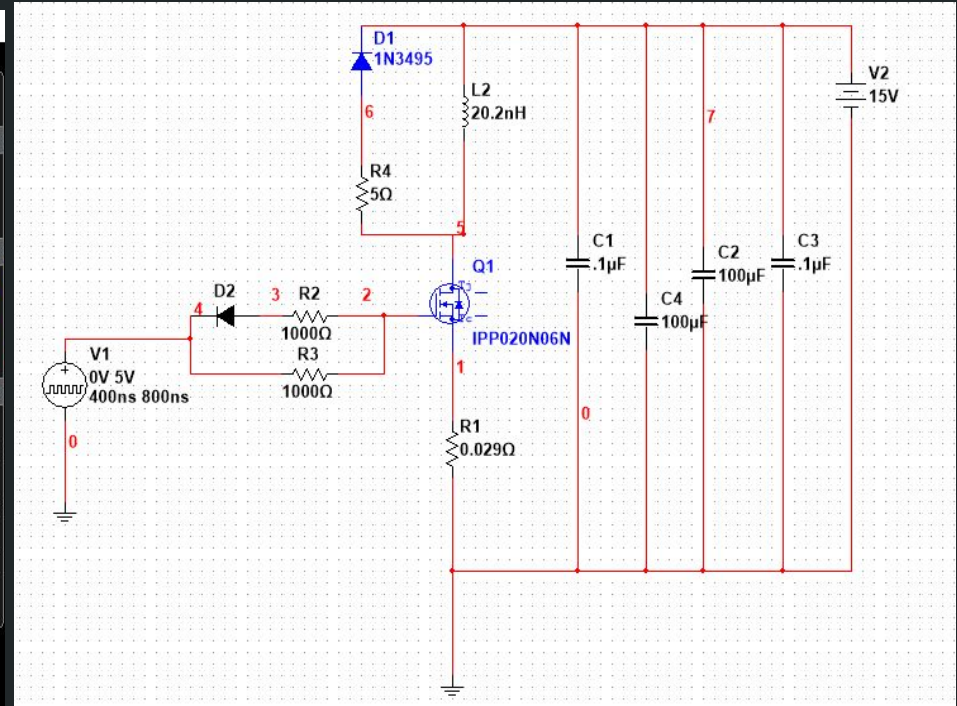 D1
1N3495
6
L2
20.2nH
V2
15V
7
R4
5Ω
5
C1
.1µF
C2
100µF
C3
.1µF
C4
100µF
Q1
IPP020N06N
D2
4
3
R2
2
1000Ω
R3
1000Ω
V1
0V 5V
400ns 800ns
1
0
0
R1
0.029Ω